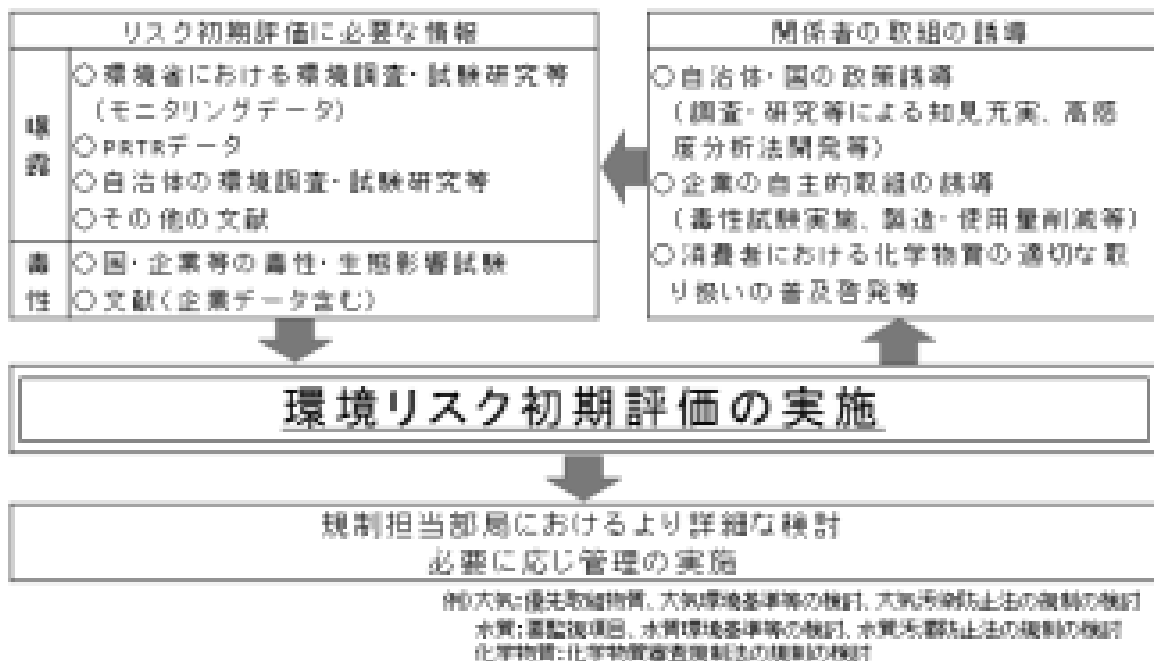 リスク初期評価に必要な情報
曝露
○環境省における環境調査・試験研究等
（モニタリングデータ）
○PRTRデータ
○自治体の環境調査・試験研究等
○その他の文献
毒性
○国・企業等の毒性・生態影響試験
○文献（企業データ含む）
関係者の取組の誘導
○自治体・国の政策誘導
（調査・研究等による知見充実、高感
度分析法開発等）
○企業の自主的取組の誘導
（毒性試験実施、製造・使用量削減等）
○消費者における化学物質の適切な取
り扱いの普及啓発等
環境リスク初期評価の実施
規制担当部局におけるより詳細な検討
必要に応じ管理の実施
例）大気：優先取組物質、大気環境基準等の検討、大気汚染防止法の規制の検討
水質：要監視項目、水質環境基準等の検討、水質汚濁防止法の規制の検討
化学物質：化学物質審査規制法の規制の検討